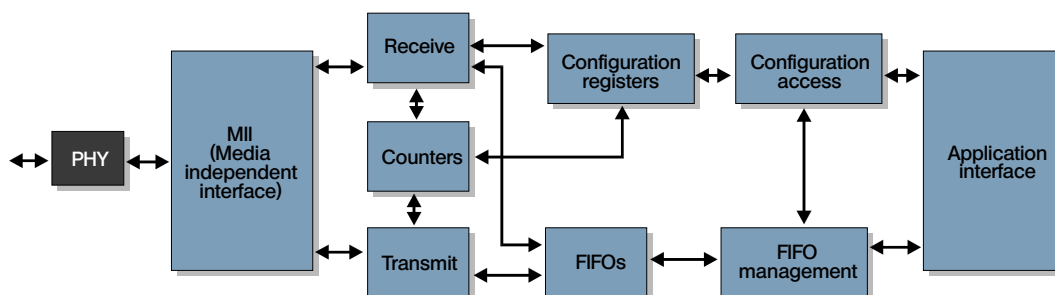 PHY
MII
(Media
independent
interface)
Receive
Counters
Transmit
Configuration
registers
FIFOs
Configuration
access
FIFO
management
Application
interface